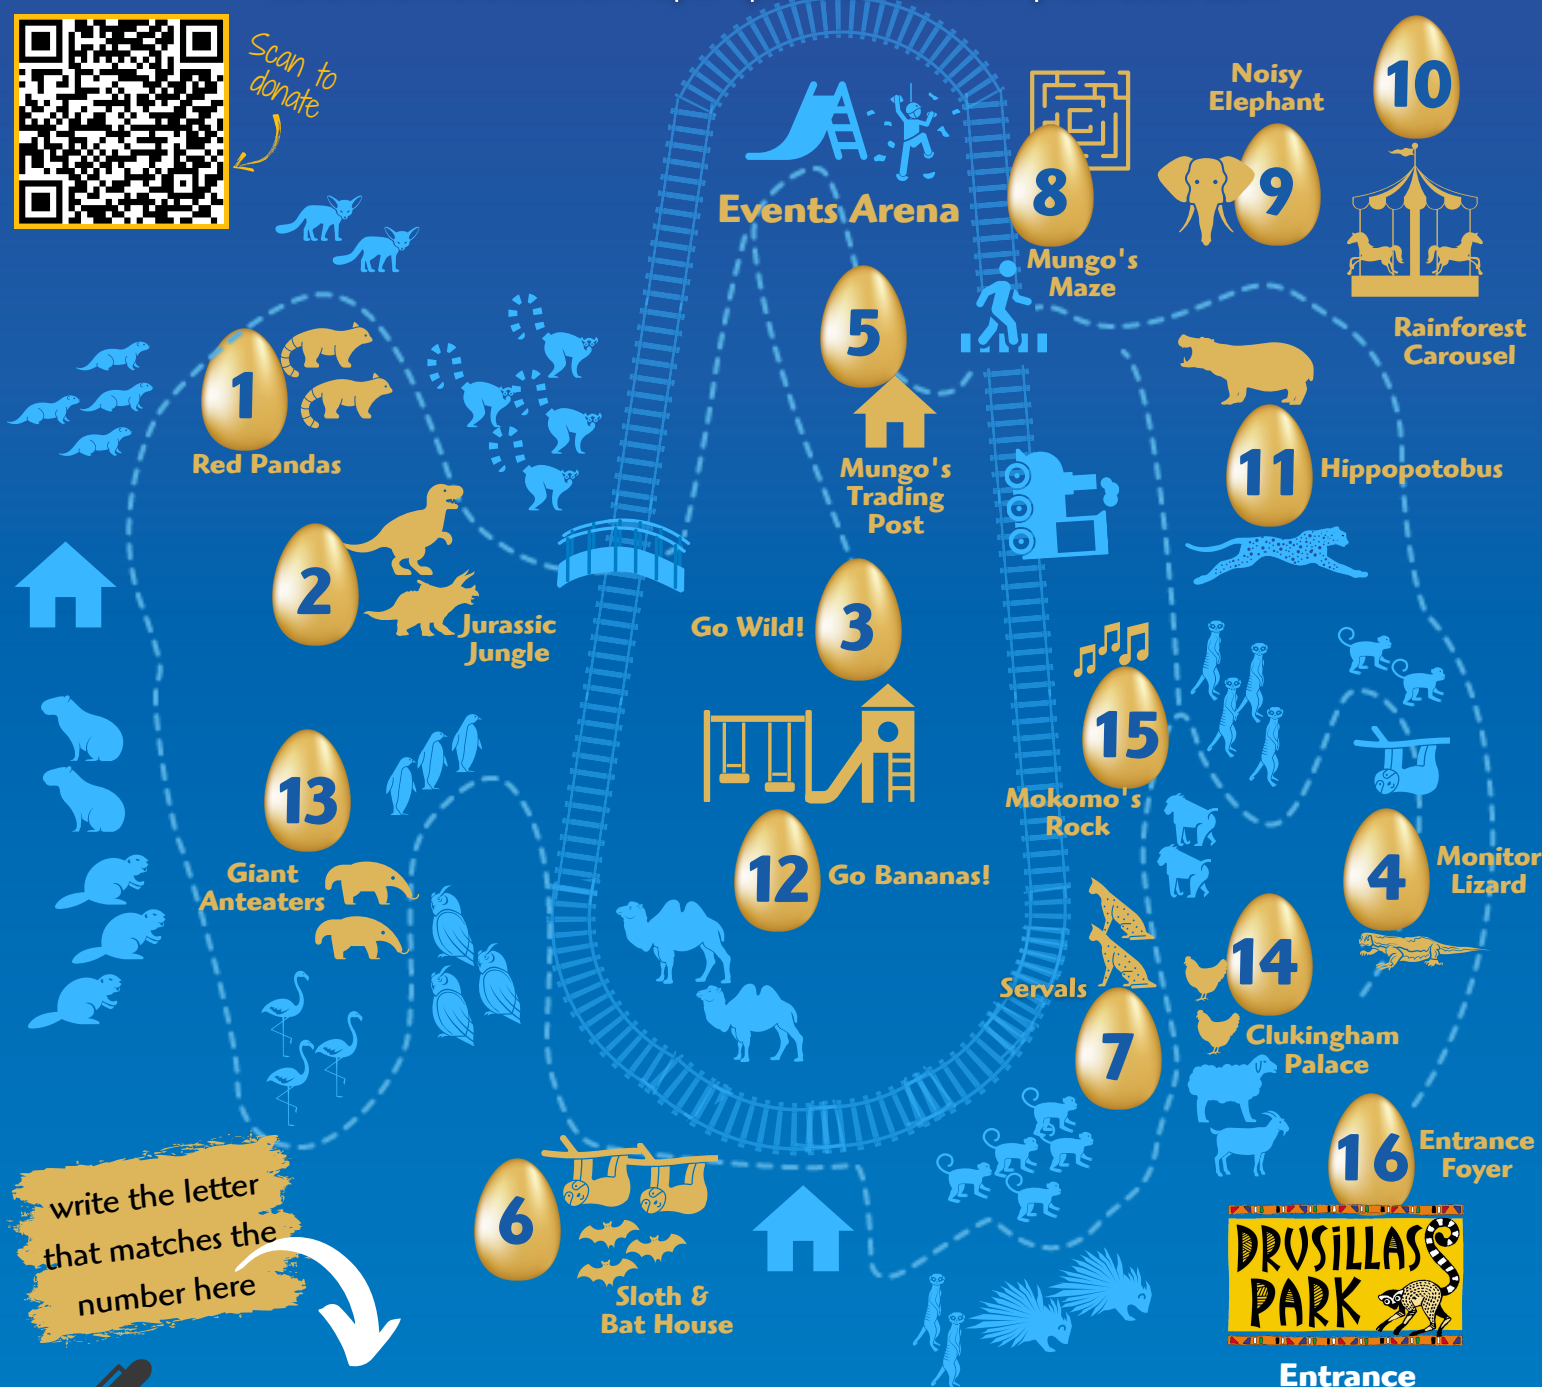 Scan to
donate
Noisy
Elephant
10
8
9
Events Arena
Mungo's
Maze
5
Rainforest
Carousel
1
Red Pandas
Mungo's
Trading
Post
11
Hippopotobus
2
Jurassic
Jungle
Go Wild!
3
15
Mokomo's
Rock
13
Giant
Anteaters
12
Go Bananas!
4
Monitor
Lizard
14
Servals
Clukingham
Palace
7
16
Entrance
Foyer
write the letter
that matches the
number here
6
Sloth &
Bat House
DRUSILLAS
PARK
Entrance